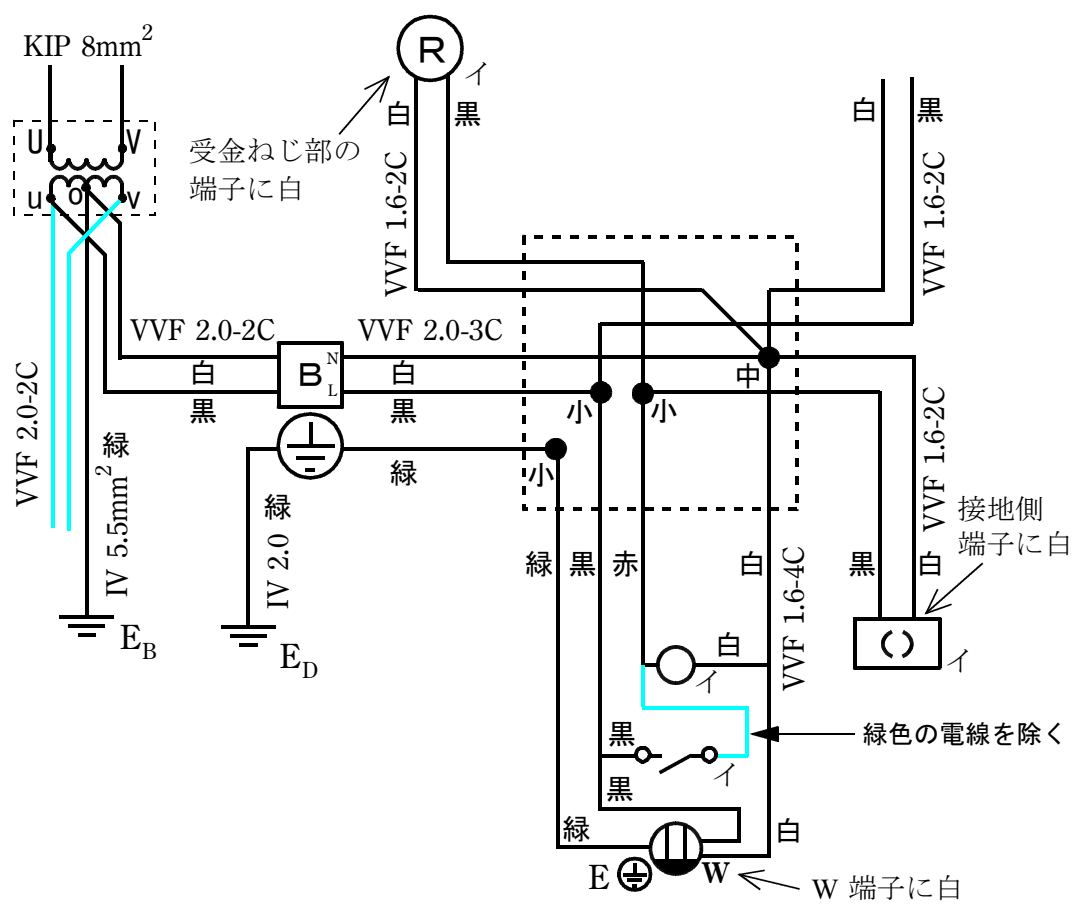 KIP 8mm²
R
イ
白
黒
白
黒
受金ねじ部の
端子に白
U
V
u
o
v
VVF 1.6-2C
VVF 1.6-2C
VVF 2.0-2C
VVF 2.0-3C
B
N
L
白
黒
白
黒
中
小
小
小
VVF 2.0-2C
緑
IV 5.5mm²
緑
IV 2.0
緑
VVF 1.6-2C
接地側
端子に白
E_B
E_D
緑
黒
赤
白
VVF 1.6-4C
黒
白
イ
白
イ
緑色の電線を除く
黒
イ
黒
緑
白
E
W
W 端子に白